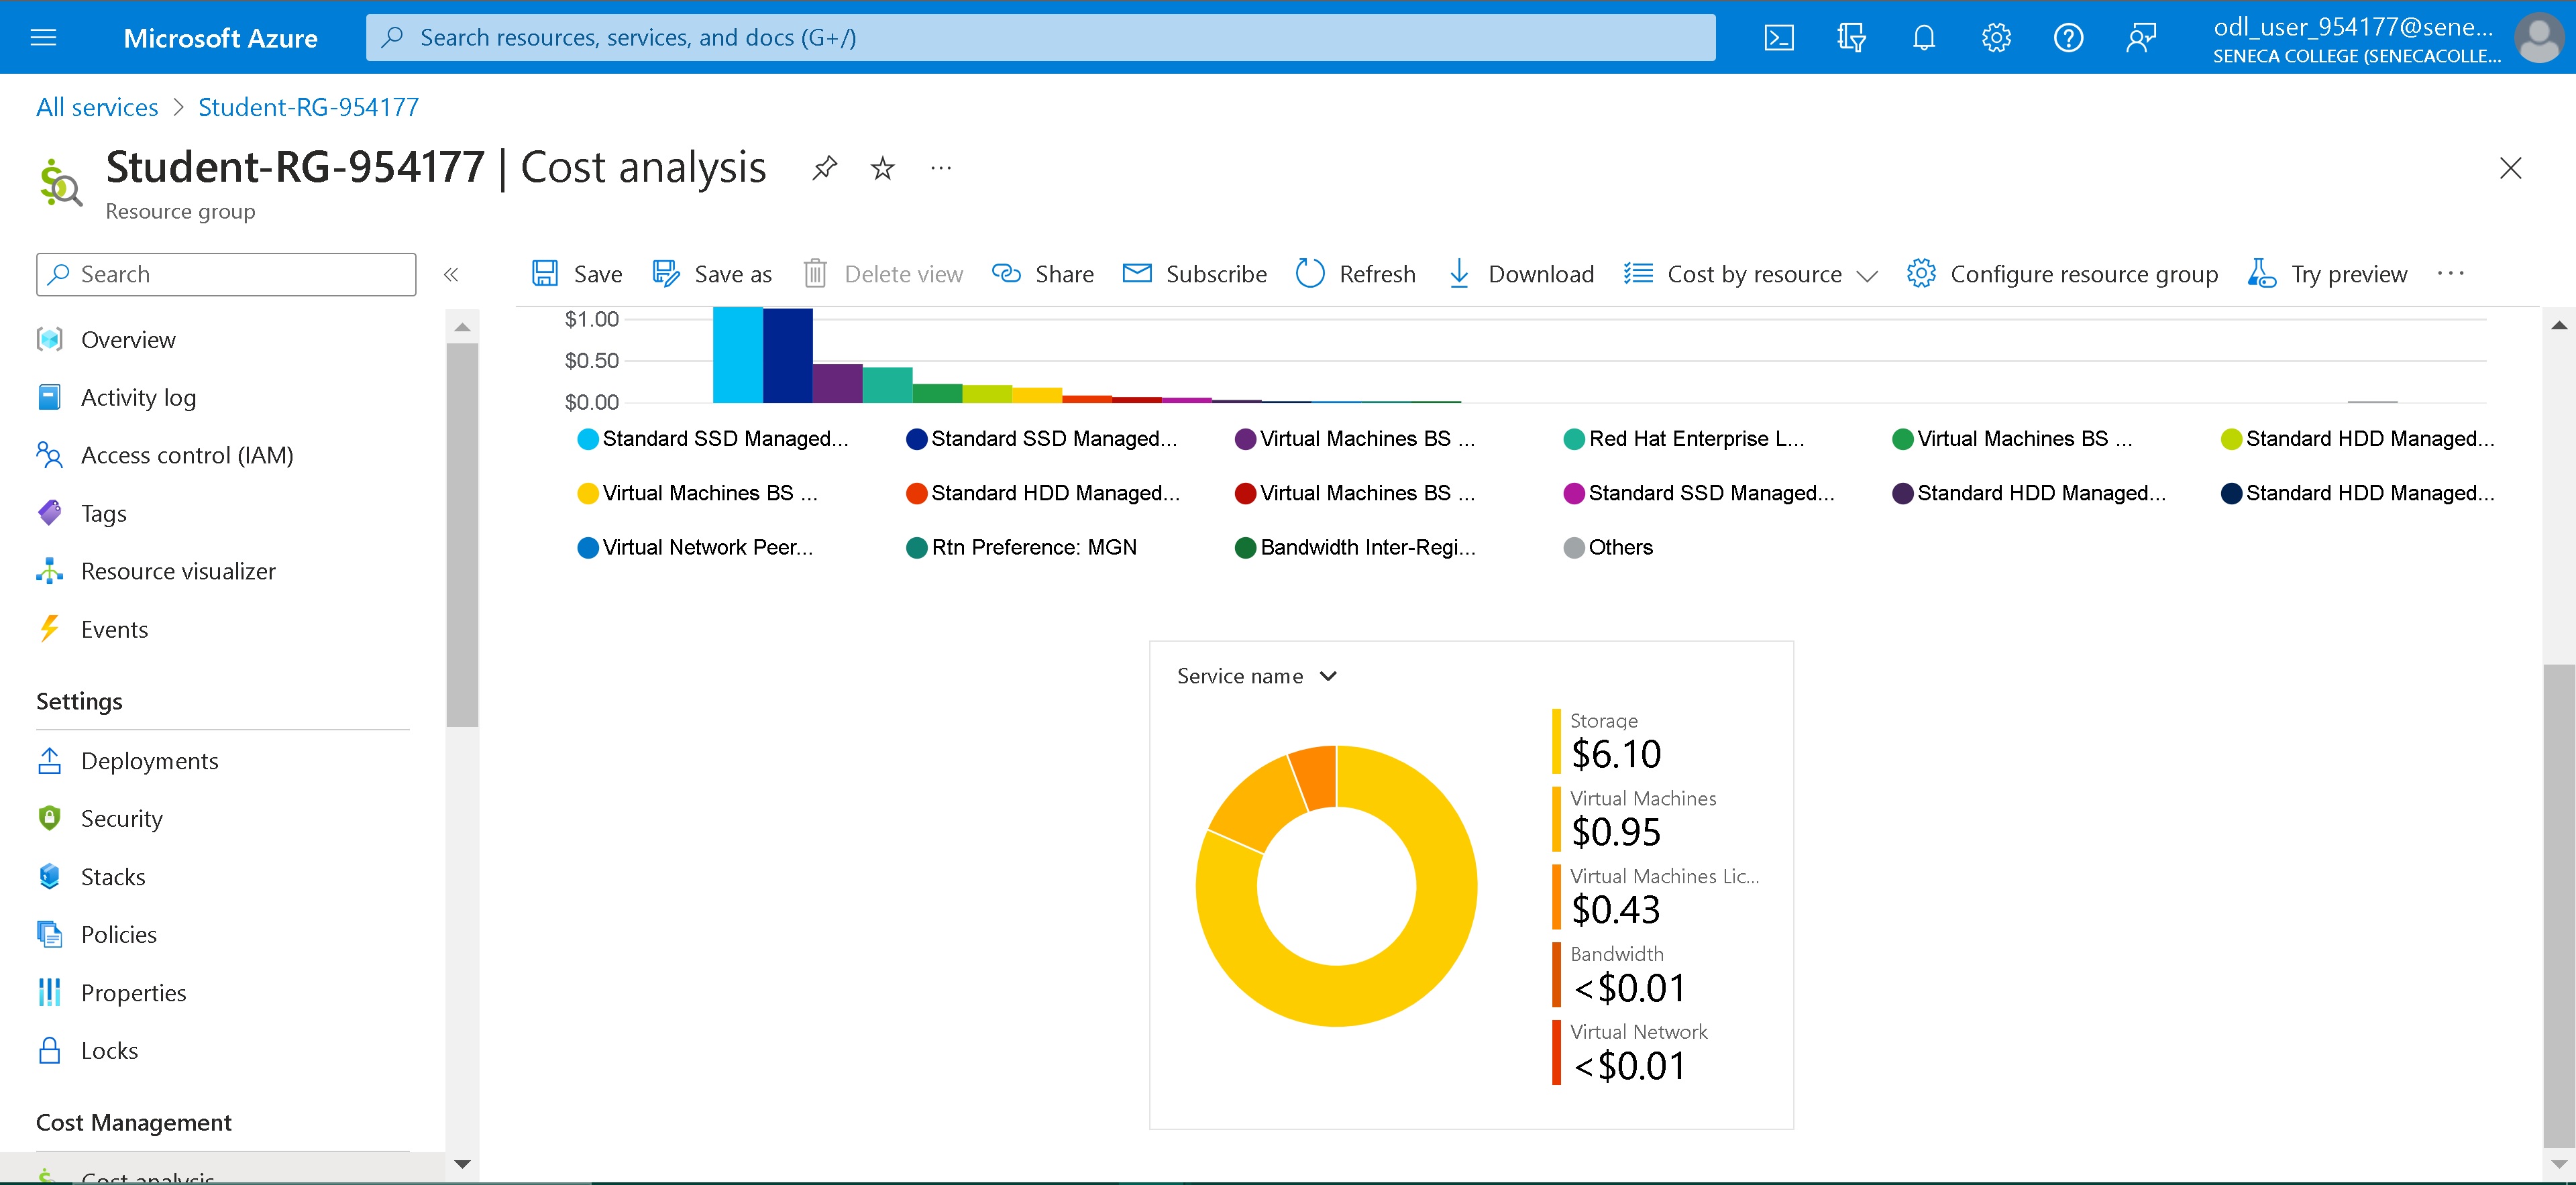 Microsoft Azure
Search resources, services, and docs (G+/)
odl_user_954177@sene...
SENECA COLLEGE (SENECACOLLE...
All services > Student-RG-954177
Student-RG-954177 | Cost analysis
Resource group
Search
Save
Save as
Delete view
Share
Subscribe
Refresh
Download
Cost by resource
Configure resource group
Try preview
Overview
Activity log
Access control (IAM)
Tags
Resource visualizer
Events
Settings
Deployments
Security
Stacks
Policies
Properties
Locks
Cost Management
Cost analysis
$1.00
$0.50
$0.00
Standard SSD Managed...
Standard SSD Managed...
Virtual Machines BS ...
Red Hat Enterprise L...
Virtual Machines BS ...
Standard HDD Managed...
Virtual Machines BS ...
Standard HDD Managed...
Virtual Machines BS ...
Standard SSD Managed...
Standard HDD Managed...
Standard HDD Managed...
Virtual Network Peer...
Rtn Preference: MGN
Bandwidth Inter-Regi...
Others
Service name
Storage
$6.10
Virtual Machines
$0.95
Virtual Machines Lic...
$0.43
Bandwidth
<$0.01
Virtual Network
<$0.01